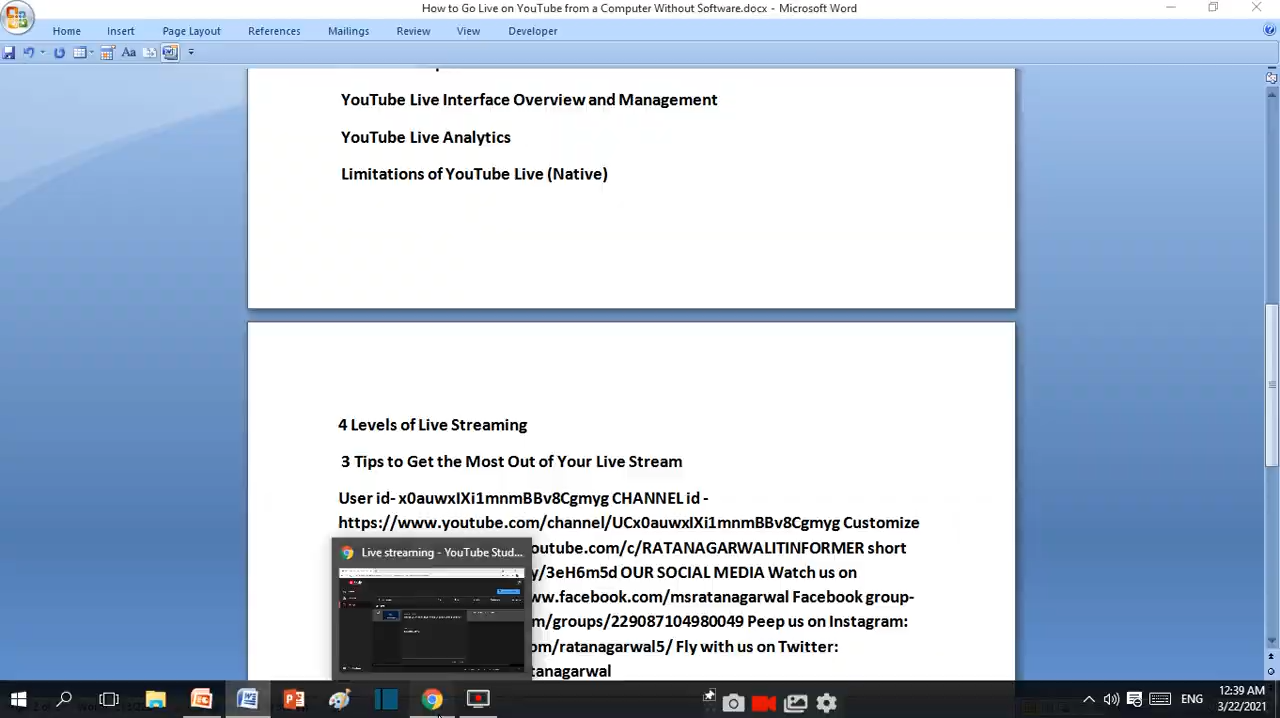 How to Go Live on YouTube from a Computer Without Software.docx - Microsoft Word
Home Insert Page Layout References Mailings Review View Developer
YouTube Live Interface Overview and Management
YouTube Live Analytics
Limitations of YouTube Live (Native)
4 Levels of Live Streaming
3 Tips to Get the Most Out of Your Live Stream
User id- x0auwxIXi1mnmBBv8Cgmyg CHANNEL id -
https://www.youtube.com/channel/UCx0auwxIXi1mnmBBv8Cgmyg Customize
outube.com/c/RATANAGARWALITINFORMER short
y/3eH6m5d OUR SOCIAL MEDIA Watch us on
ww.facebook.com/msratanagarwal Facebook group-
m/groups/229087104980049 Peep us on Instagram:
om/ratanagarwal5/ Fly with us on Twitter:
tanagarwal
Live streaming - YouTube Stud...
ENG
12:39 AM
3/22/2021